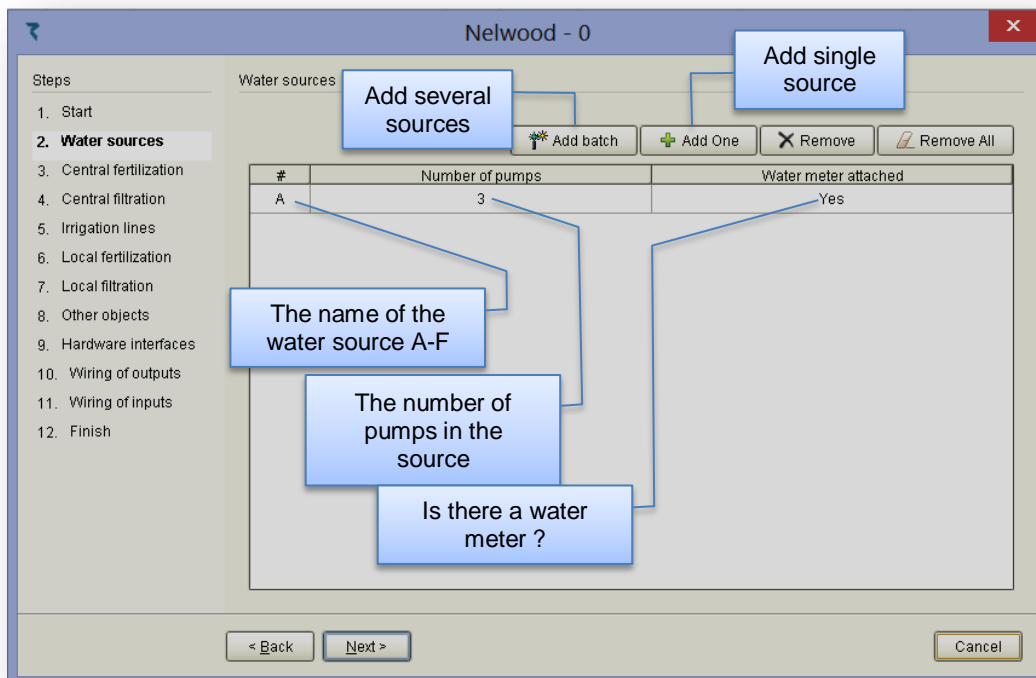 Nelwood - 0
Steps
1. Start
2. Water sources
3. Central fertilization
4. Central filtration
5. Irrigation lines
6. Local fertilization
7. Local filtration
8. Other objects
9. Hardware interfaces
10. Wiring of outputs
11. Wiring of inputs
12. Finish
Water sources
Add several
sources
Add single
source
Add batch
Add One
Remove
Remove All
# Number of pumps Water meter attached
A 3 Yes
The name of the
water source A-F
The number of
pumps in the
source
Is there a water
meter ?
< Back
Next >
Cancel